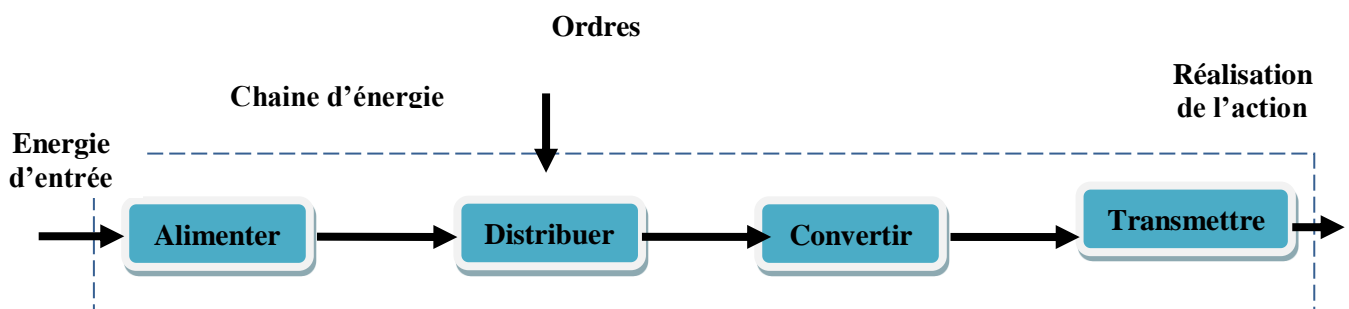 Ordres
Chaine d'énergie
Réalisation
de l'action
Energie
d'entrée
Alimenter
Distribuer
Convertir
Transmettre